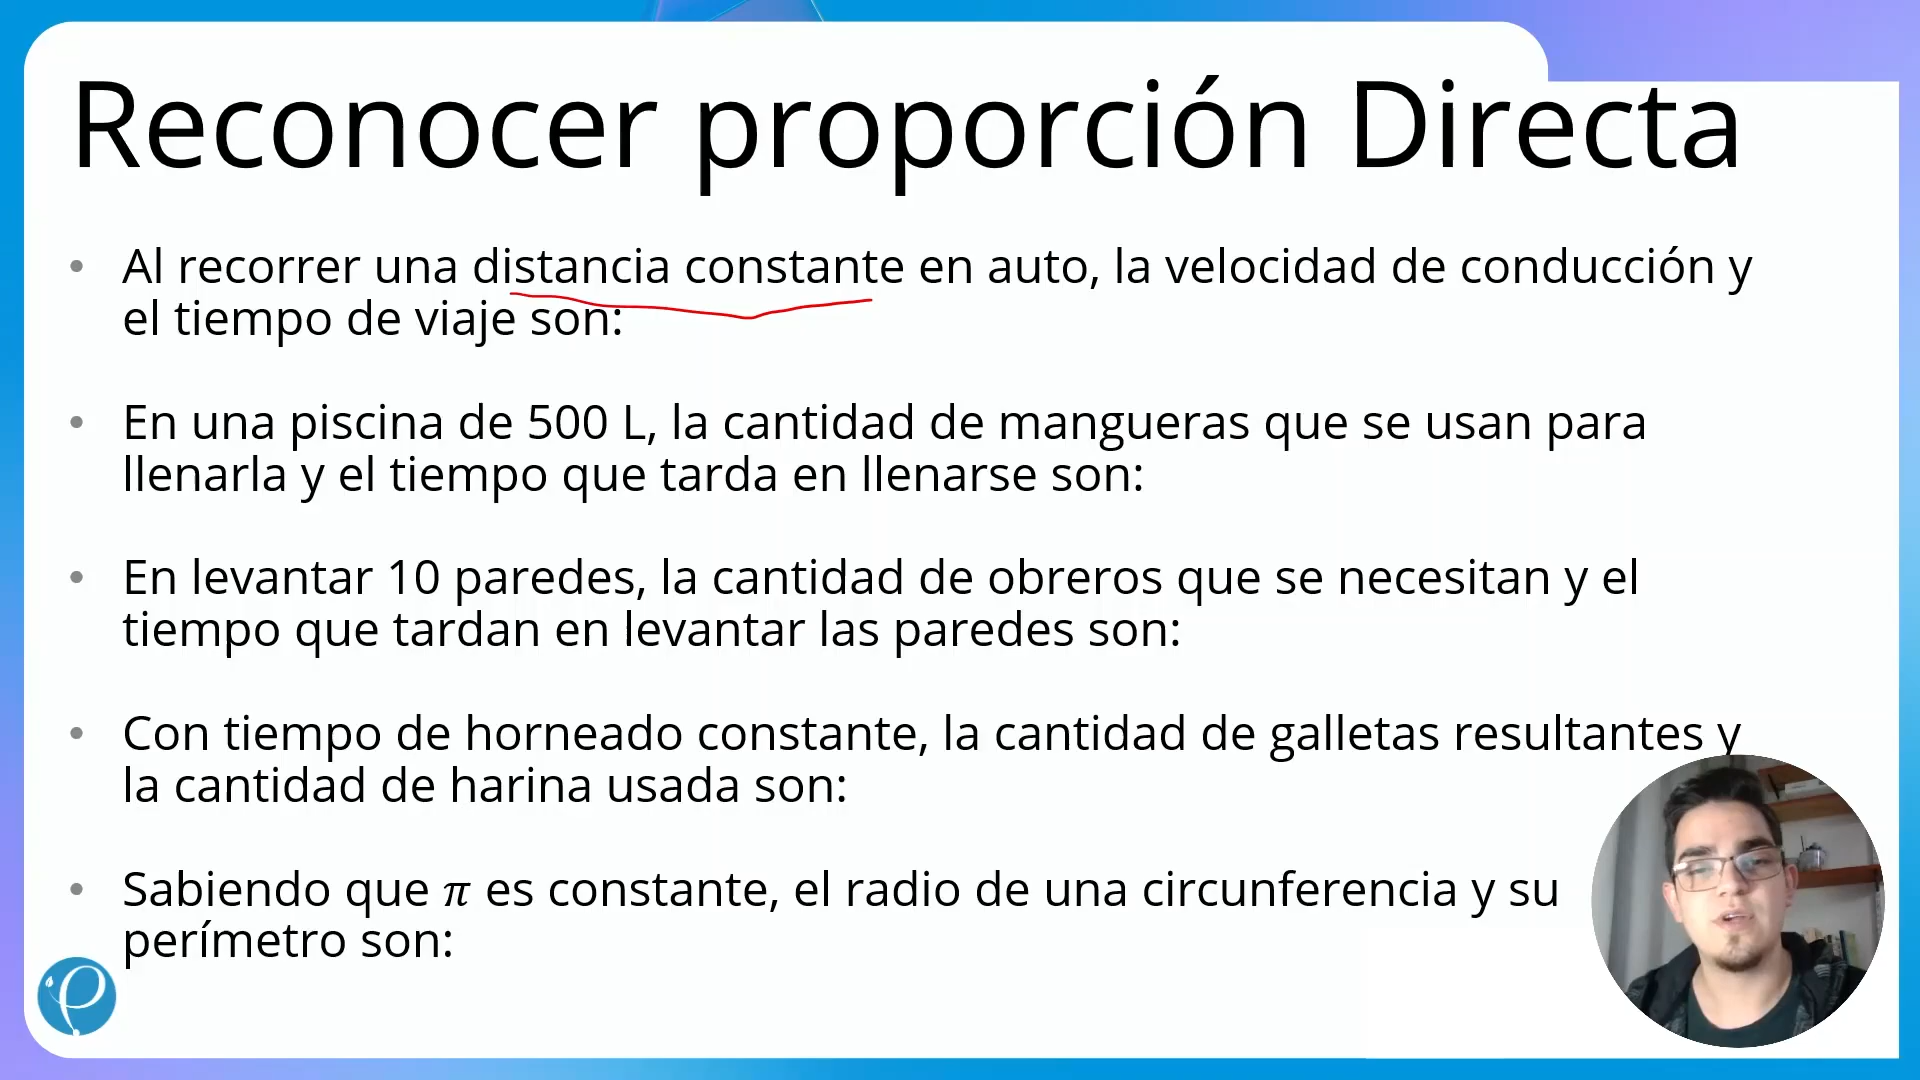 Reconocer proporción Directa
• Al recorrer una distancia constante en auto, la velocidad de conducción y
el tiempo de viaje son:
• En una piscina de 500 L, la cantidad de mangueras que se usan para
llenarla y el tiempo que tarda en llenarse son:
• En levantar 10 paredes, la cantidad de obreros que se necesitan y el
tiempo que tardan en levantar las paredes son:
• Con tiempo de horneado constante, la cantidad de galletas resultantes y
la cantidad de harina usada son:
• Sabiendo que π es constante, el radio de una circunferencia y su
perímetro son: